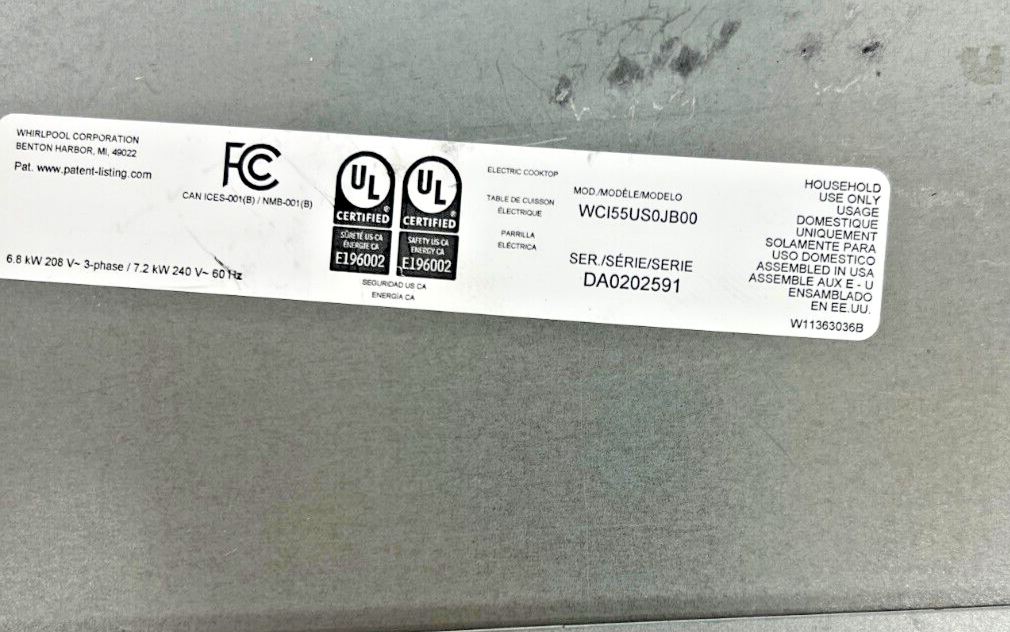 WHIRLPOOL CORPORATION
BENTON HARBOR, MI, 49022
Pat. www.patent-listing.com
FC
CAN ICES-001(B) / NMB-001(B)
6.8 kW 208 V~ 3-phase / 7.2 kW 240 V~ 60 Hz
UL
®
CERTIFIED
SÛRETÉ US CA
ÉNERGIE CA
E196002
UL
®
CERTIFIED
SAFETY US CA
ENERGY CA
E196002
SEGURIDAD US CA
ENERGÍA CA
ELECTRIC COOKTOP
TABLE DE CUISSON
ÉLECTRIQUE
PARRILLA
ELÉCTRICA
MOD./MODÈLE/MODELO
WCI55US0JB00
SER./SÉRIE/SERIE
DA0202591
HOUSEHOLD
USE ONLY
USAGE
DOMESTIQUE
UNIQUEMENT
SOLAMENTE PARA
USO DOMESTICO
ASSEMBLED IN USA
ASSEMBLE AUX E - U
ENSAMBLADO
EN EE.UU.
W11363036B